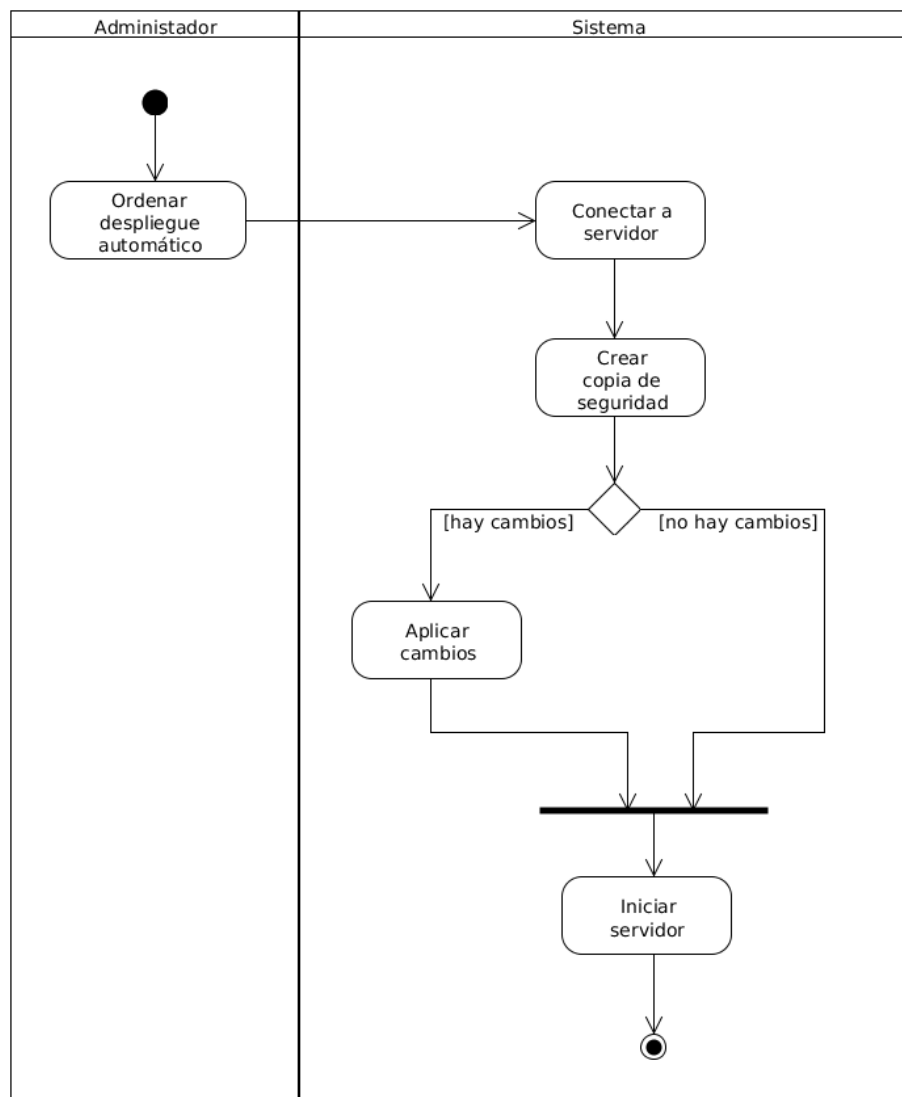 Administador
Sistema
Ordenar
despliegue
automático
Conectar a
servidor
Crear
copia de
seguridad
[hay cambios]
[no hay cambios]
Aplicar
cambios
Iniciar
servidor